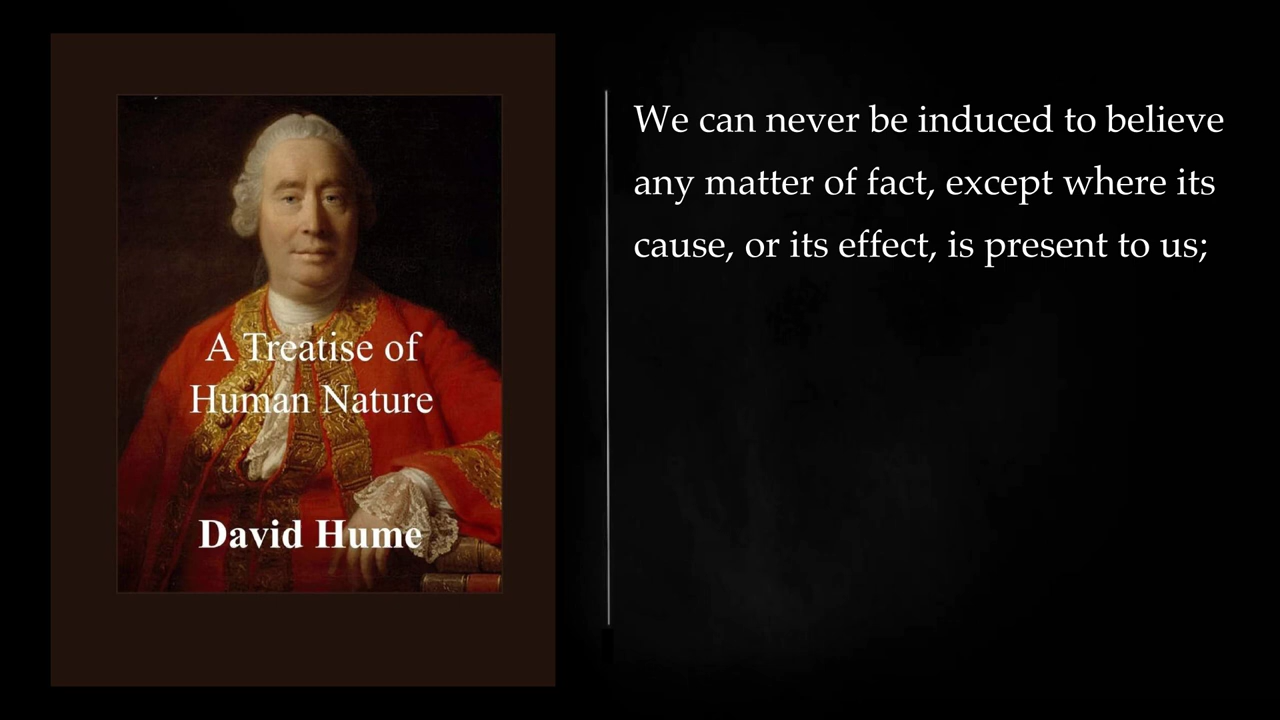 A Treatise of
Human Nature
David Hume
We can never be induced to believe
any matter of fact, except where its
cause, or its effect, is present to us;